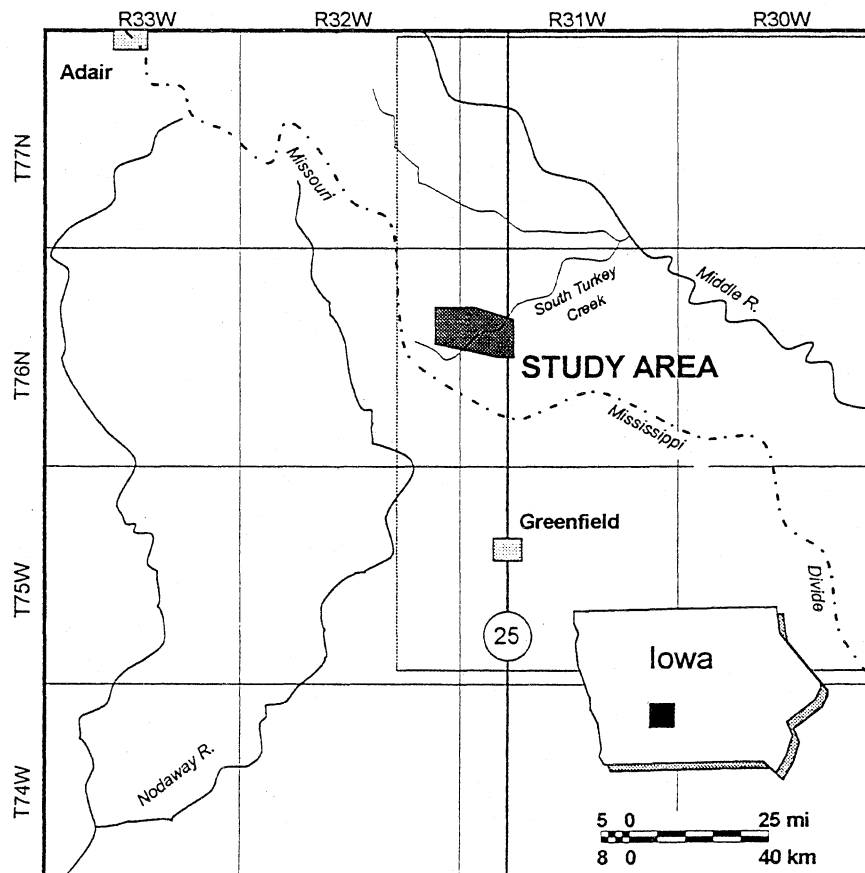 R33W R32W R31W R30W
Adair
T77N
Missouri
Middle R.
South Turkey
Creek
T76N
STUDY AREA
Mississippi
Greenfield
T75W
Divide
25
Iowa
Nodaway R.
T74W
5 0 25 mi
8 0 40 km